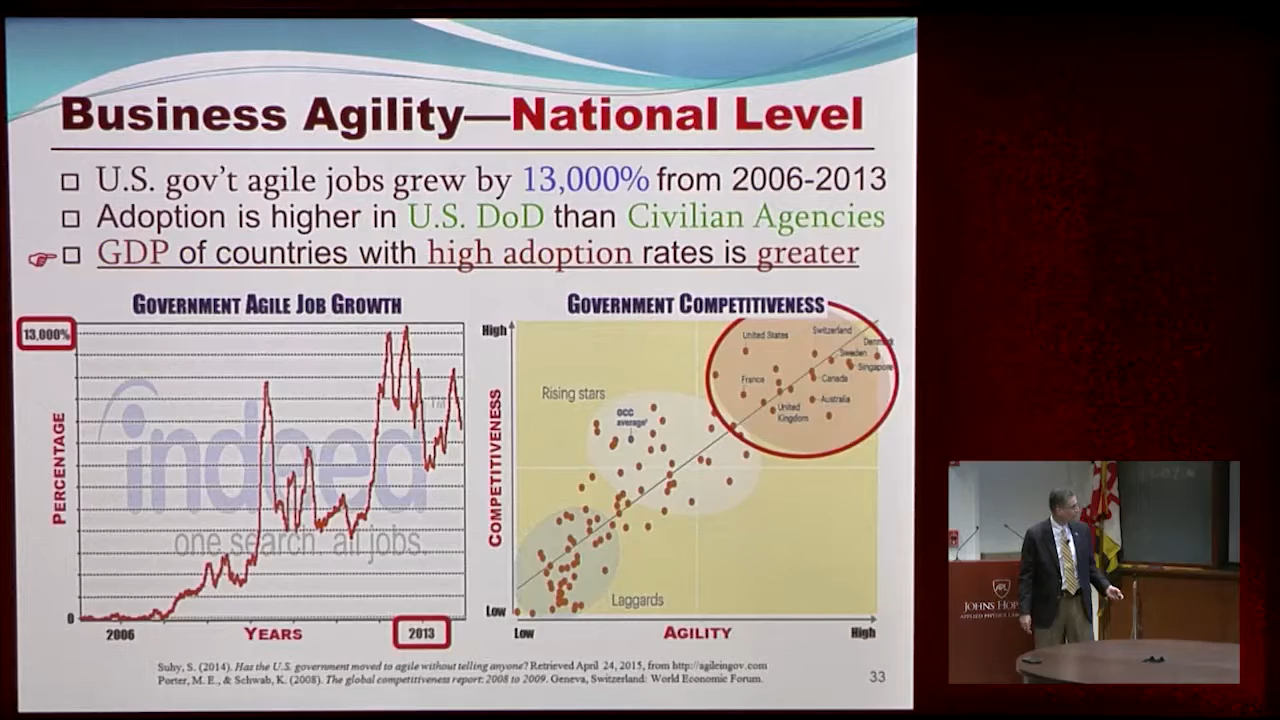 Business Agility—National Level
□ U.S. gov't agile jobs grew by 13,000% from 2006-2013
□ Adoption is higher in U.S. DoD than Civilian Agencies
□ GDP of countries with high adoption rates is greater
GOVERNMENT AGILE JOB GROWTH
13,000%
PERCENTAGE
indeed
TM
one search. all jobs.
0
2006
YEARS
2013
GOVERNMENT COMPETITIVENESS
High
COMPETITIVENESS
Low
United States
Switzerland
Denmark
Sweden
Singapore
France
Canada
Australia
United
Kingdom
Rising stars
OCC
average
Laggards
Low
AGILITY
High
Suhy, S. (2014). Has the U.S. government moved to agile without telling anyone? Retrieved April 24, 2015, from http://agileingov.com
Porter, M. E., & Schwab, K. (2008). The global competitiveness report: 2008 to 2009. Geneva, Switzerland: World Economic Forum.
33
APL
JOHNS HOP
APPLIED PHYSICS